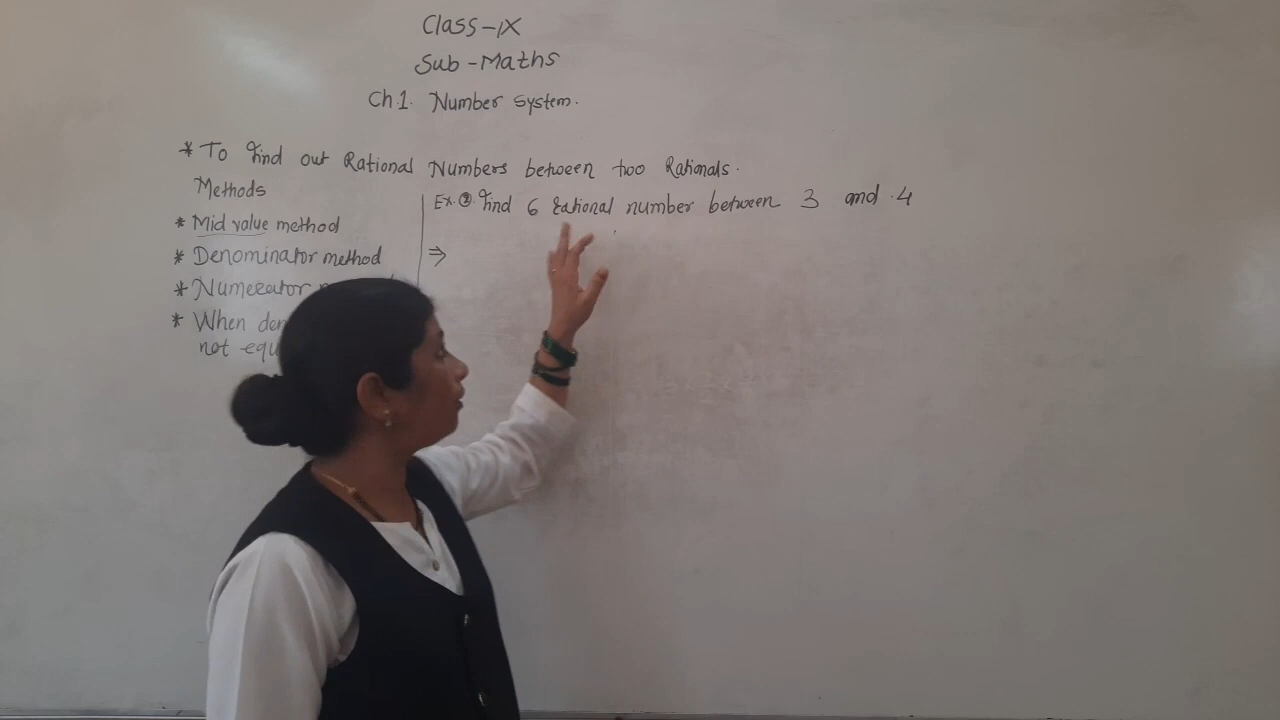 Class-IX
Sub-Maths
Ch.1. Number System.
* To find out Rational Numbers between two Rationals.
Methods
* Mid value method
* Denominator method
* Numerator
* When
not
Ex. ② find 6 rational number between 3 and 4
⇒